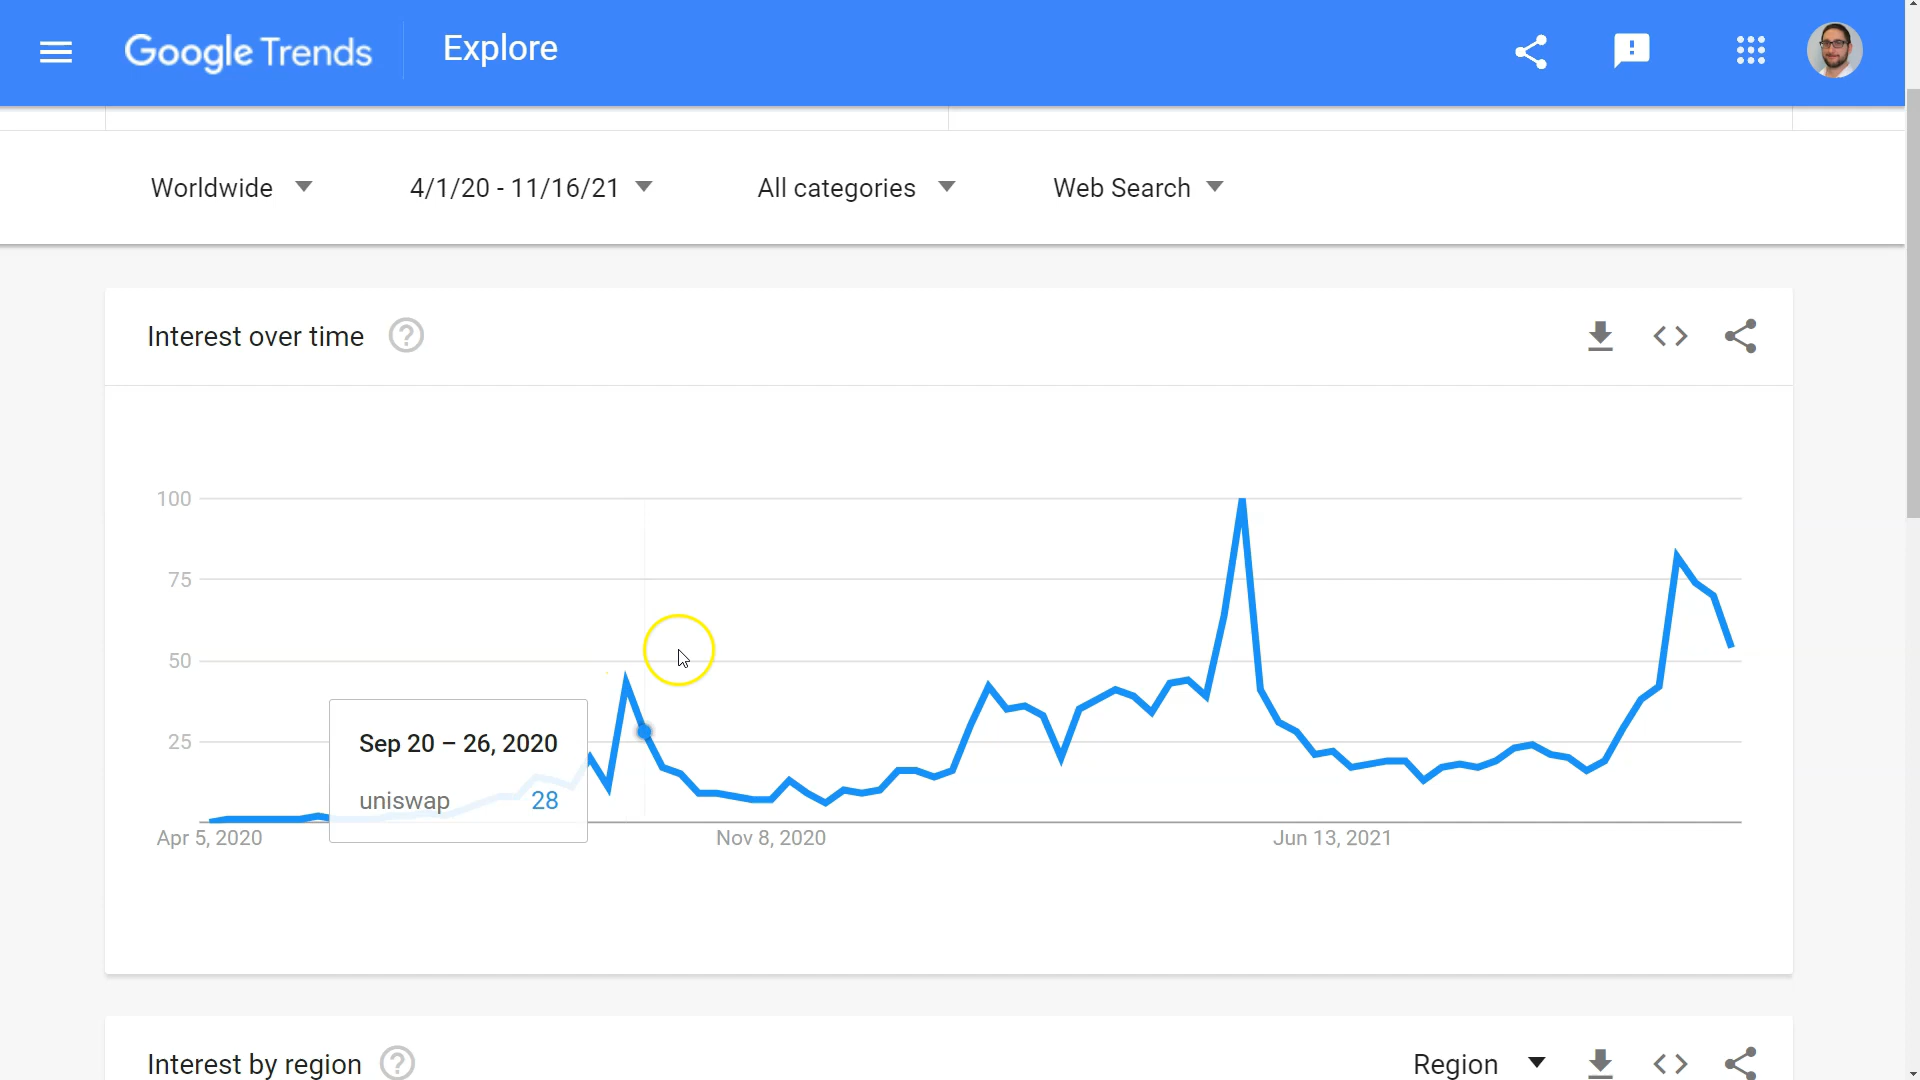 Google Trends Explore
Worldwide 4/1/20 - 11/16/21 All categories Web Search
Interest over time ?
100
75
50
25
Sep 20 – 26, 2020
uniswap 28
Apr 5, 2020 Nov 8, 2020 Jun 13, 2021
Interest by region ? Region